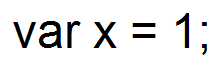 var x = 1;